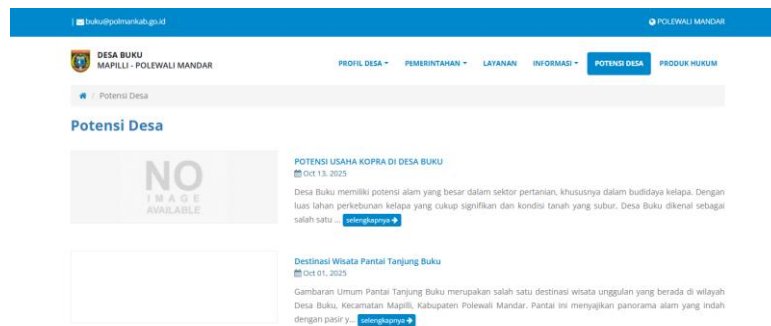 | buku@polmankab.go.id
POLEWALI MANDAR
DESA BUKU
MAPILLI - POLEWALI MANDAR
PROFIL DESA
PEMERINTAHAN
LAYANAN
INFORMASI
POTENSI DESA
PRODUK HUKUM
/ Potensi Desa
Potensi Desa
NO
IMAGE
AVAILABLE
POTENSI USAHA KOPRA DI DESA BUKU
Oct 13, 2025
Desa Buku memiliki potensi alam yang besar dalam sektor pertanian, khususnya dalam budidaya kelapa. Dengan
luas lahan perkebunan kelapa yang cukup signifikan dan kondisi tanah yang subur, Desa Buku dikenal sebagai
salah satu ... selengkapnya
Destinasi Wisata Pantai Tanjung Buku
Oct 01, 2025
Gambaran Umum Pantai Tanjung Buku merupakan salah satu destinasi wisata unggulan yang berada di wilayah
Desa Buku, Kecamatan Mapilli, Kabupaten Polewali Mandar. Pantai ini menyajikan panorama alam yang indah
dengan pasir y... selengkapnya